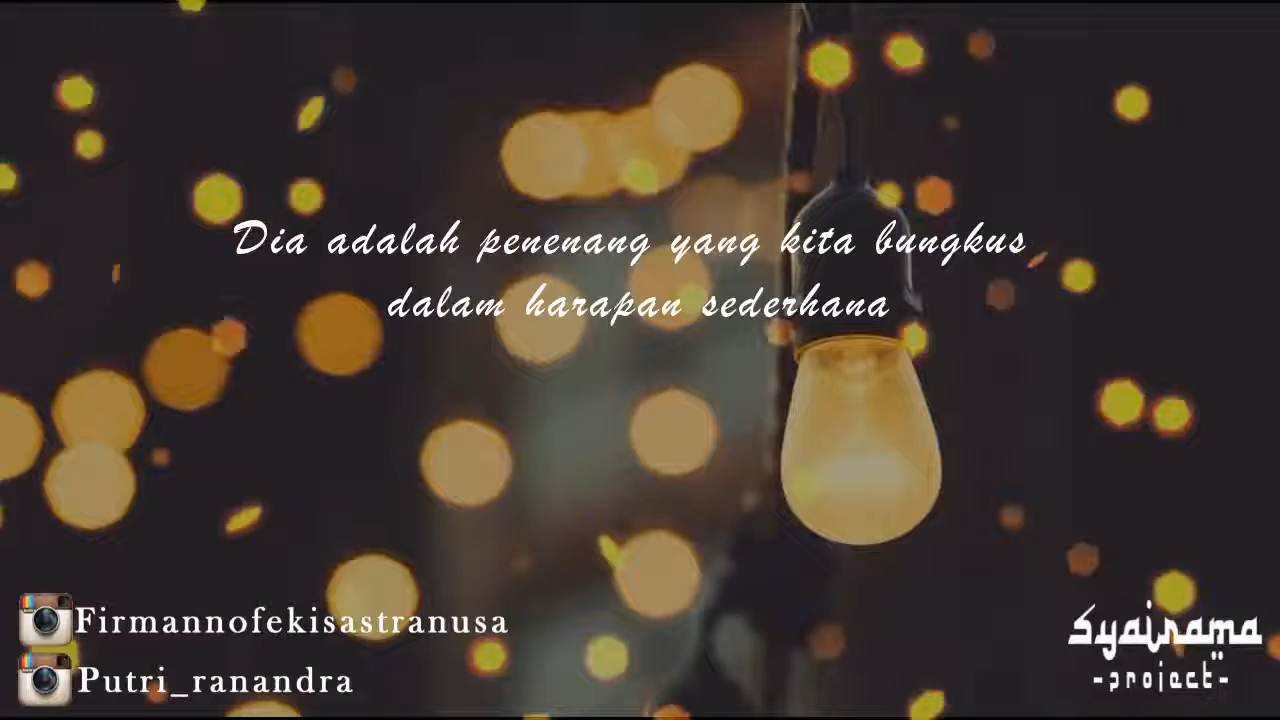 Dia adalah penenang yang kita bungkus
dalam harapan sederhana
Firmannofekisastranusa
Putri_ranandra
Syairama
-project-